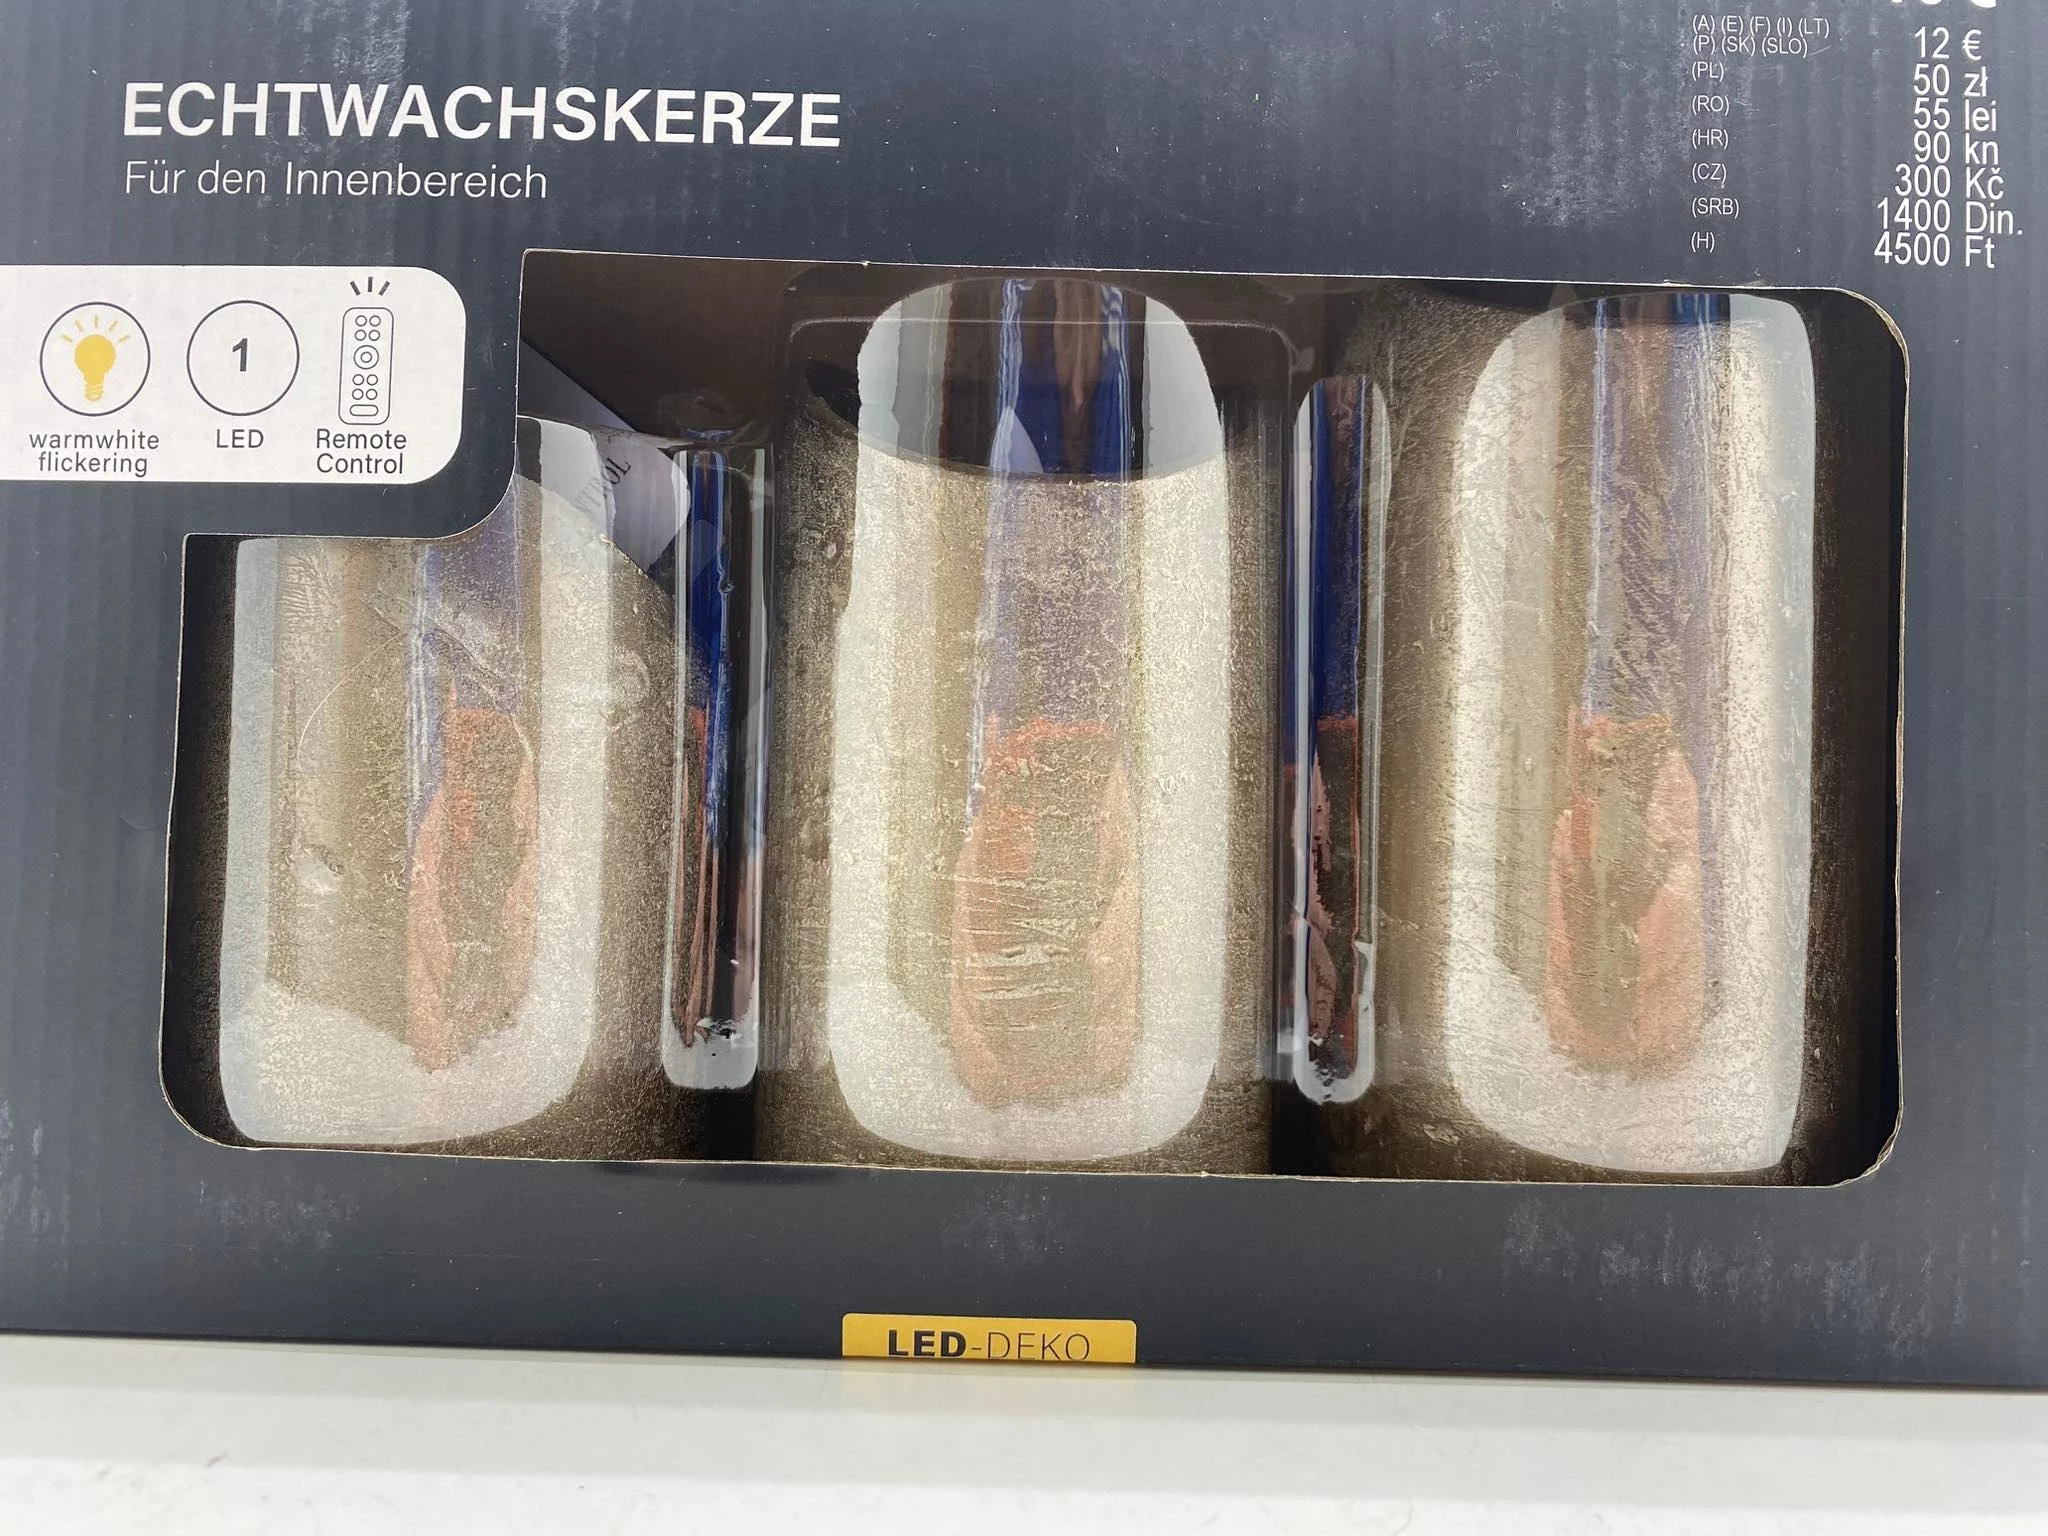 (A) (E) (F) (I) (LT)
(P) (SK) (SLO) 12 €
(PL) 50 zł
(RO) 55 lei
(HR) 90 kn
(CZ) 300 Kč
(SRB) 1400 Din.
(H) 4500 Ft
ECHTWACHSKERZE
Für den Innenbereich
1
warmwhite
flickering
LED
Remote
Control
LED-DEKO